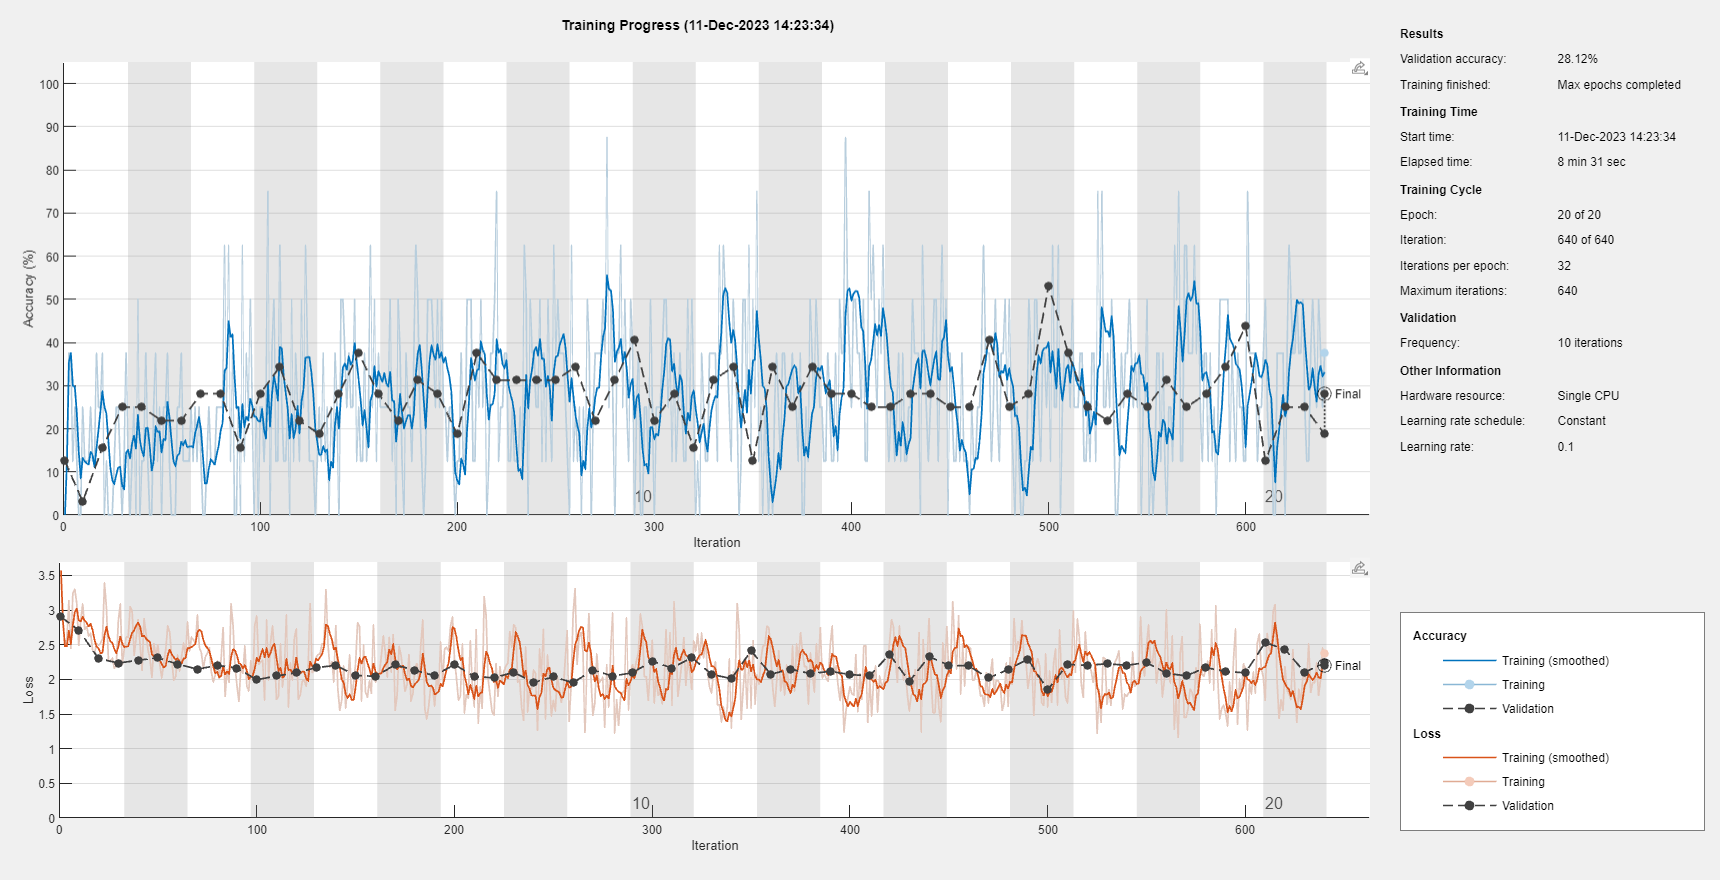 Training Progress (11-Dec-2023 14:23:34)
100
90
80
70
60
50
40
30
20
10
0
Accuracy (%)
10
20
Final
0 100 200 300 400 500 600
Iteration
3.5
3
2.5
2
1.5
1
0.5
0
Loss
10
20
Final
0 100 200 300 400 500 600
Iteration
Results
Validation accuracy: 28.12%
Training finished: Max epochs completed
Training Time
Start time: 11-Dec-2023 14:23:34
Elapsed time: 8 min 31 sec
Training Cycle
Epoch: 20 of 20
Iteration: 640 of 640
Iterations per epoch: 32
Maximum iterations: 640
Validation
Frequency: 10 iterations
Other Information
Hardware resource: Single CPU
Learning rate schedule: Constant
Learning rate: 0.1
Accuracy
Training (smoothed)
Training
Validation
Loss
Training (smoothed)
Training
Validation